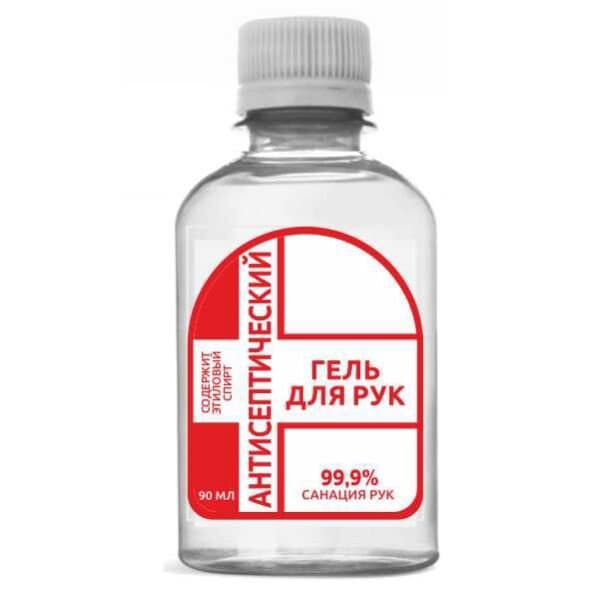 СОДЕРЖИТ
ЭТИЛОВЫЙ
СПИРТ
90 МЛ
АНТИСЕПТИЧЕСКИЙ
ГЕЛЬ
ДЛЯ РУК
99,9%
САНАЦИЯ РУК